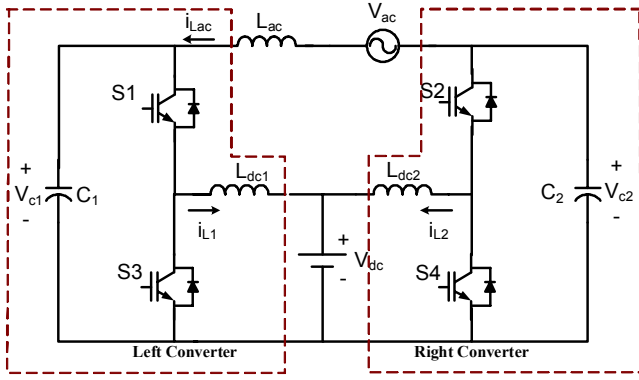 i_Lac
L_ac
V_ac
S1
S2
+
V_c1
-
C_1
L_dc1
L_dc2
C_2
+
V_c2
-
i_L1
i_L2
+
V_dc
-
S3
S4
Left Converter
Right Converter